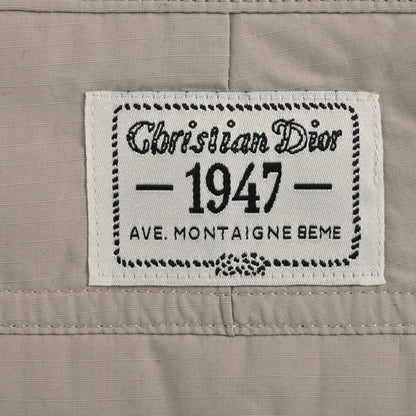 Christian Dior
— 1947 —
AVE. MONTAIGNE 8EME